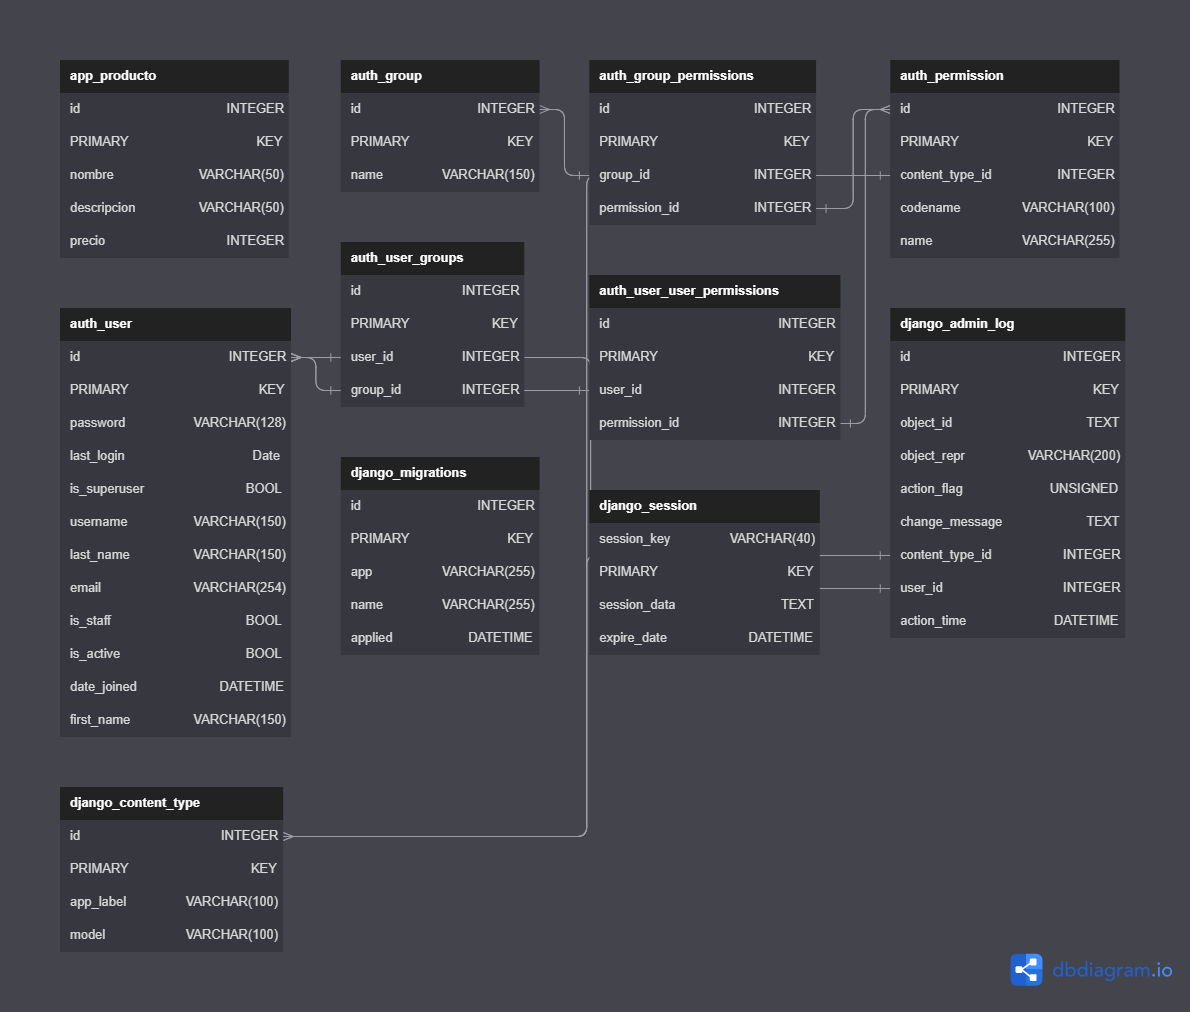 app_producto
id INTEGER
PRIMARY KEY
nombre VARCHAR(50)
descripcion VARCHAR(50)
precio INTEGER
auth_group
id INTEGER
PRIMARY KEY
name VARCHAR(150)
auth_group_permissions
id INTEGER
PRIMARY KEY
group_id INTEGER
permission_id INTEGER
auth_permission
id INTEGER
PRIMARY KEY
content_type_id INTEGER
codename VARCHAR(100)
name VARCHAR(255)
auth_user_groups
id INTEGER
PRIMARY KEY
user_id INTEGER
group_id INTEGER
auth_user_user_permissions
id INTEGER
PRIMARY KEY
user_id INTEGER
permission_id INTEGER
auth_user
id INTEGER
PRIMARY KEY
password VARCHAR(128)
last_login Date
is_superuser BOOL
username VARCHAR(150)
last_name VARCHAR(150)
email VARCHAR(254)
is_staff BOOL
is_active BOOL
date_joined DATETIME
first_name VARCHAR(150)
django_admin_log
id INTEGER
PRIMARY KEY
object_id TEXT
object_repr VARCHAR(200)
action_flag UNSIGNED
change_message TEXT
content_type_id INTEGER
user_id INTEGER
action_time DATETIME
django_migrations
id INTEGER
PRIMARY KEY
app VARCHAR(255)
name VARCHAR(255)
applied DATETIME
django_session
session_key VARCHAR(40)
PRIMARY KEY
session_data TEXT
expire_date DATETIME
django_content_type
id INTEGER
PRIMARY KEY
app_label VARCHAR(100)
model VARCHAR(100)
dbdiagram.io